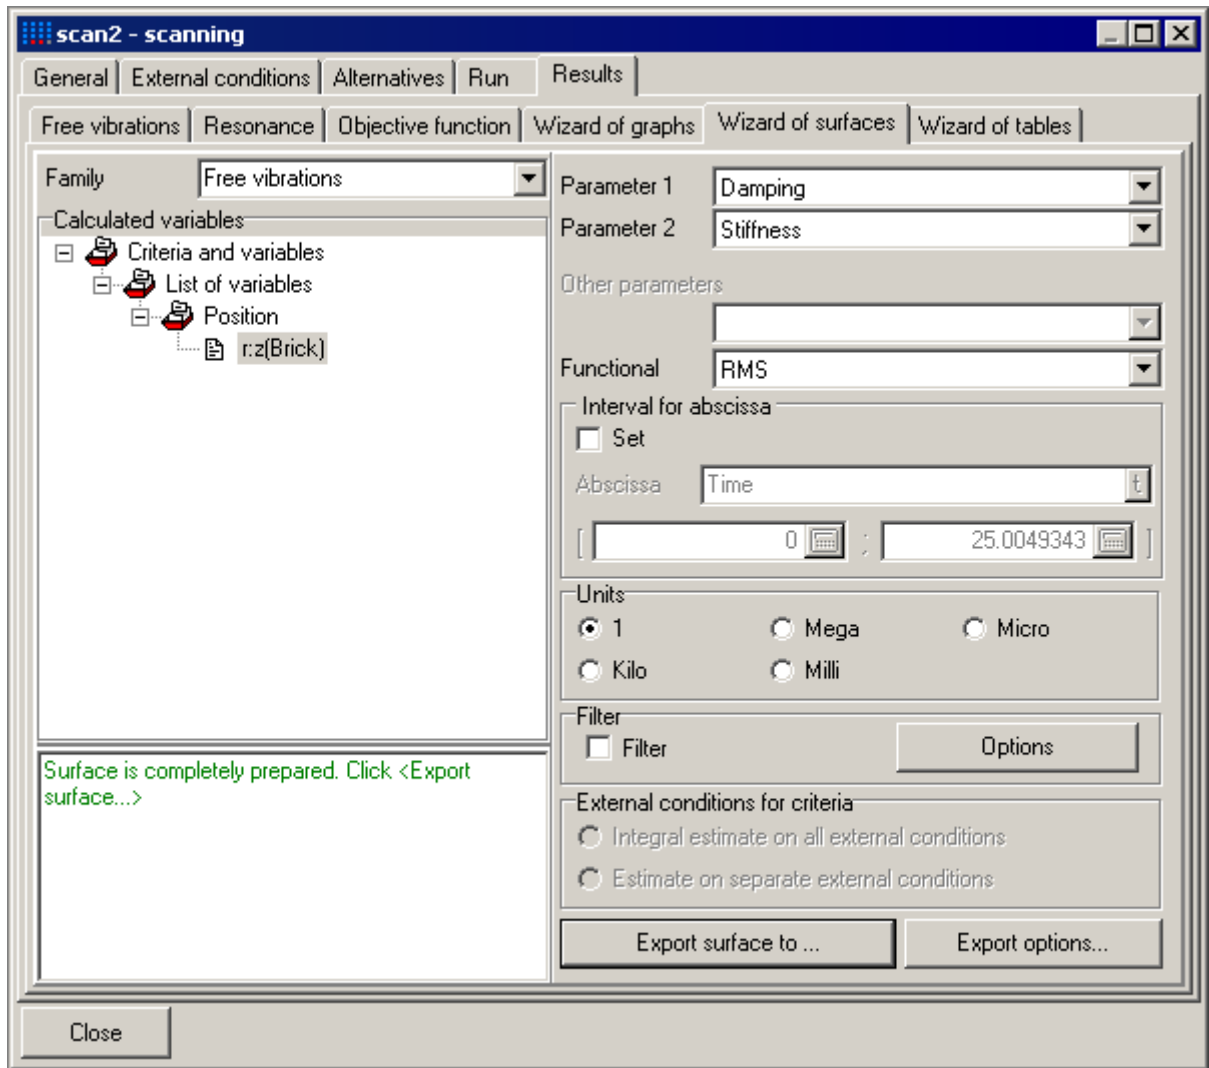 scan2 - scanning
General External conditions Alternatives Run Results
Free vibrations Resonance Objective function Wizard of graphs Wizard of surfaces Wizard of tables
Family Free vibrations
Calculated variables
Criteria and variables
List of variables
Position
r:z(Brick)
Surface is completely prepared. Click <Export
surface...>
Parameter 1 Damping
Parameter 2 Stiffness
Other parameters
Functional RMS
Interval for abscissa
Set
Abscissa Time t
[ 0 ; 25.0049343 ]
Units
1 Mega Micro
Kilo Milli
Filter
Filter Options
External conditions for criteria
Integral estimate on all external conditions
Estimate on separate external conditions
Export surface to ... Export options...
Close